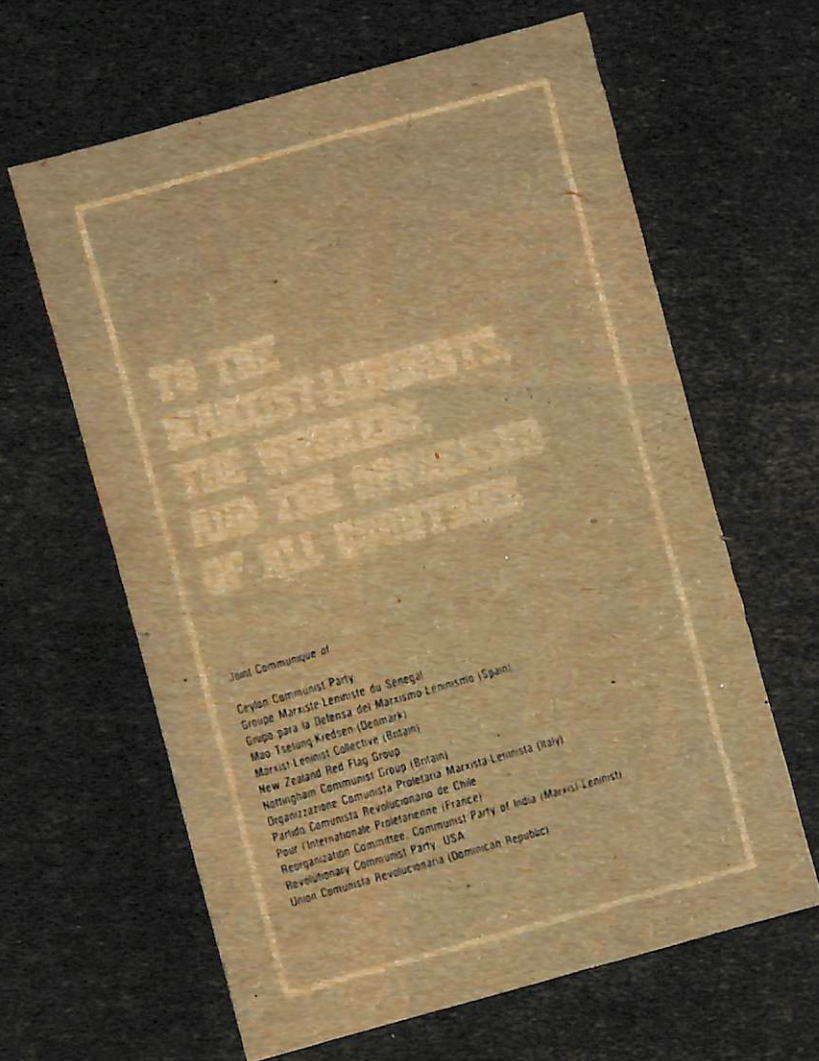 TO THE
MARXIST-LENINISTS,
THE WORKERS,
AND THE OPPRESSED
OF ALL COUNTRIES
Joint Communique of
Ceylon Communist Party
Groupe Marxiste-Leniniste du Senegal
Grupo para la Defensa del Marxismo-Leninismo (Spain)
Mao Tsetung Kredsen (Denmark)
Marxist-Leninist Collective (Britain)
New Zealand Red Flag Group
Nottingham Communist Group (Britain)
Organizzazione Comunista Proletaria Marxista-Leninista (Italy)
Partido Comunista Revolucionario de Chile
Pour l'Internationale Proletarienne (France)
Reorganization Committee, Communist Party of India (Marxist-Leninist)
Revolutionary Communist Party, USA
Union Comunista Revolucionaria (Dominican Republic)